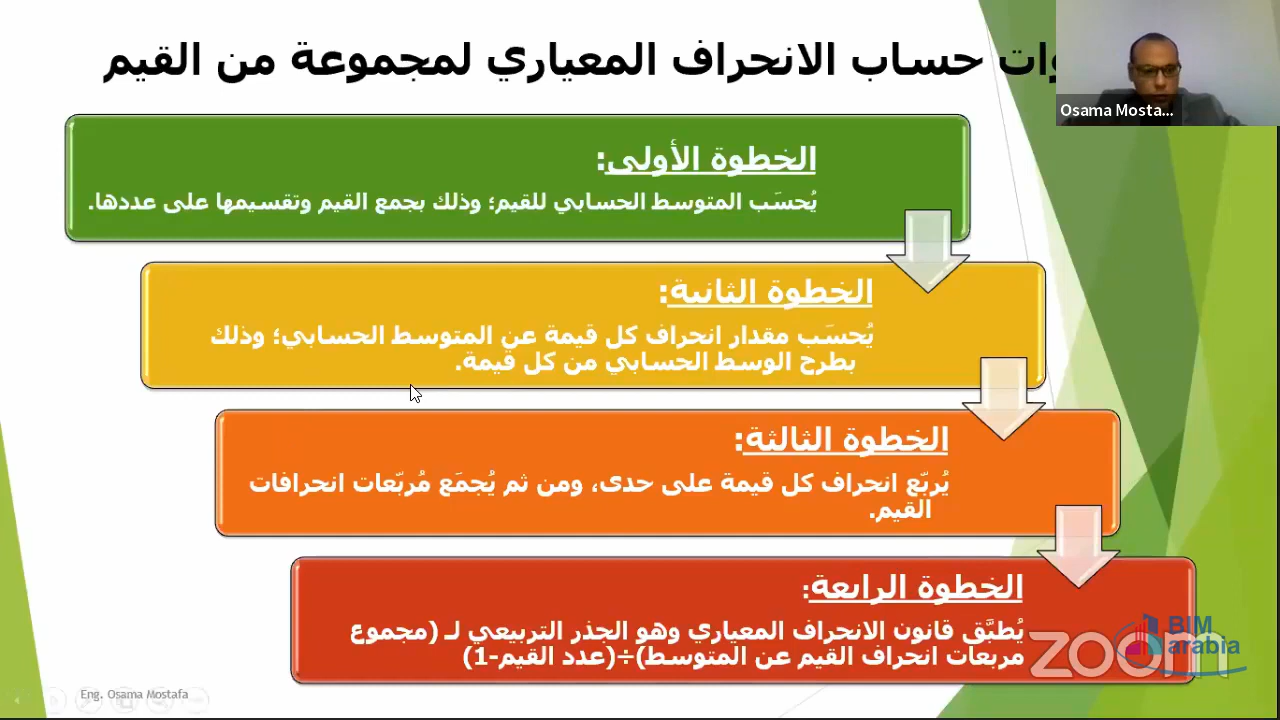 وات حساب الانحراف المعياري لمجموعة من القيم
Osama Mosta...
الخطوة الأولى:
يُحسَب المتوسط الحسابي للقيم؛ وذلك بجمع القيم وتقسيمها على عددها.
الخطوة الثانية:
يُحسَب مقدار انحراف كل قيمة عن المتوسط الحسابي؛ وذلك
بطرح الوسط الحسابي من كل قيمة.
الخطوة الثالثة:
يُربّع انحراف كل قيمة على حدى، ومن ثم يُجمَع مُربّعات انحرافات
القيم.
الخطوة الرابعة:
يُطبَّق قانون الانحراف المعياري وهو الجذر التربيعي لـ (مجموع
مربعات انحراف القيم عن المتوسط)÷(عدد القيم-1)
zoom
BIM
arabia
Eng. Osama Mostafa